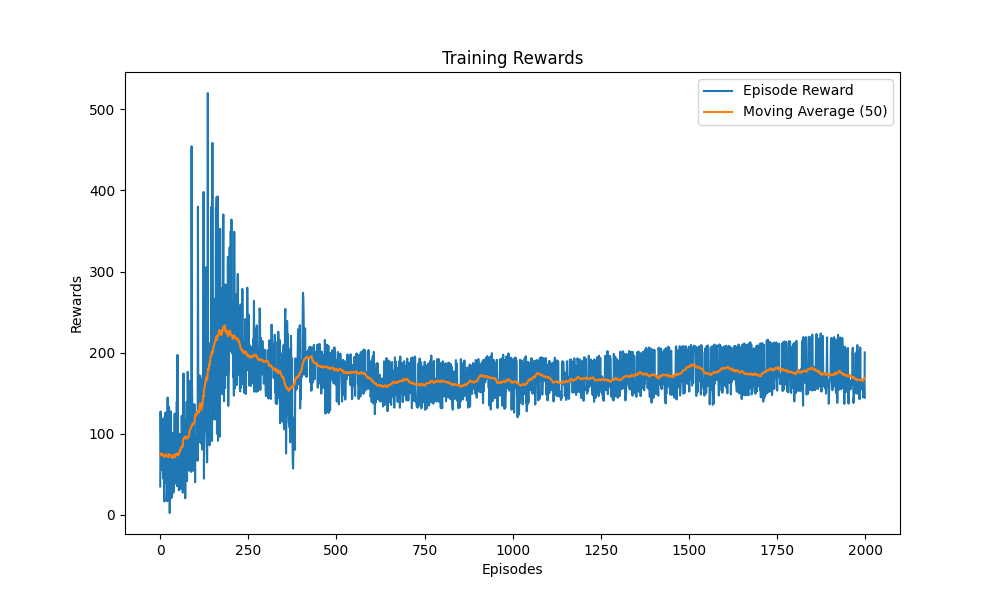 Training Rewards
Episode Reward
Moving Average (50)
Rewards
500
400
300
200
100
0
0 250 500 750 1000 1250 1500 1750 2000
Episodes